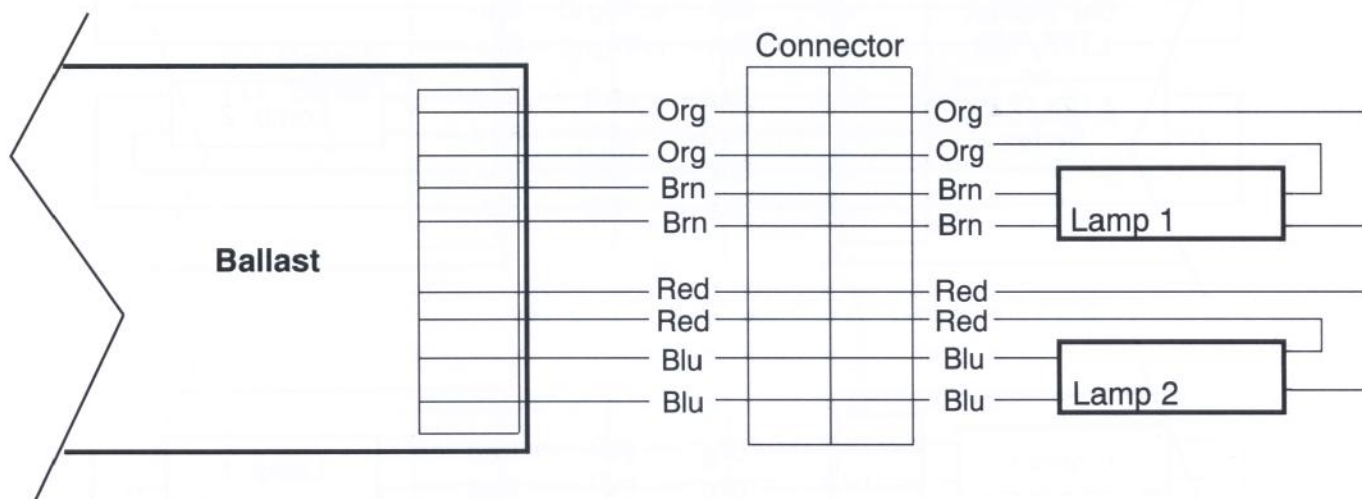 Connector
Org Org
Org Org
Brn Brn
Brn Brn Lamp 1
Ballast
Red Red
Red Red
Blu Blu
Blu Blu Lamp 2